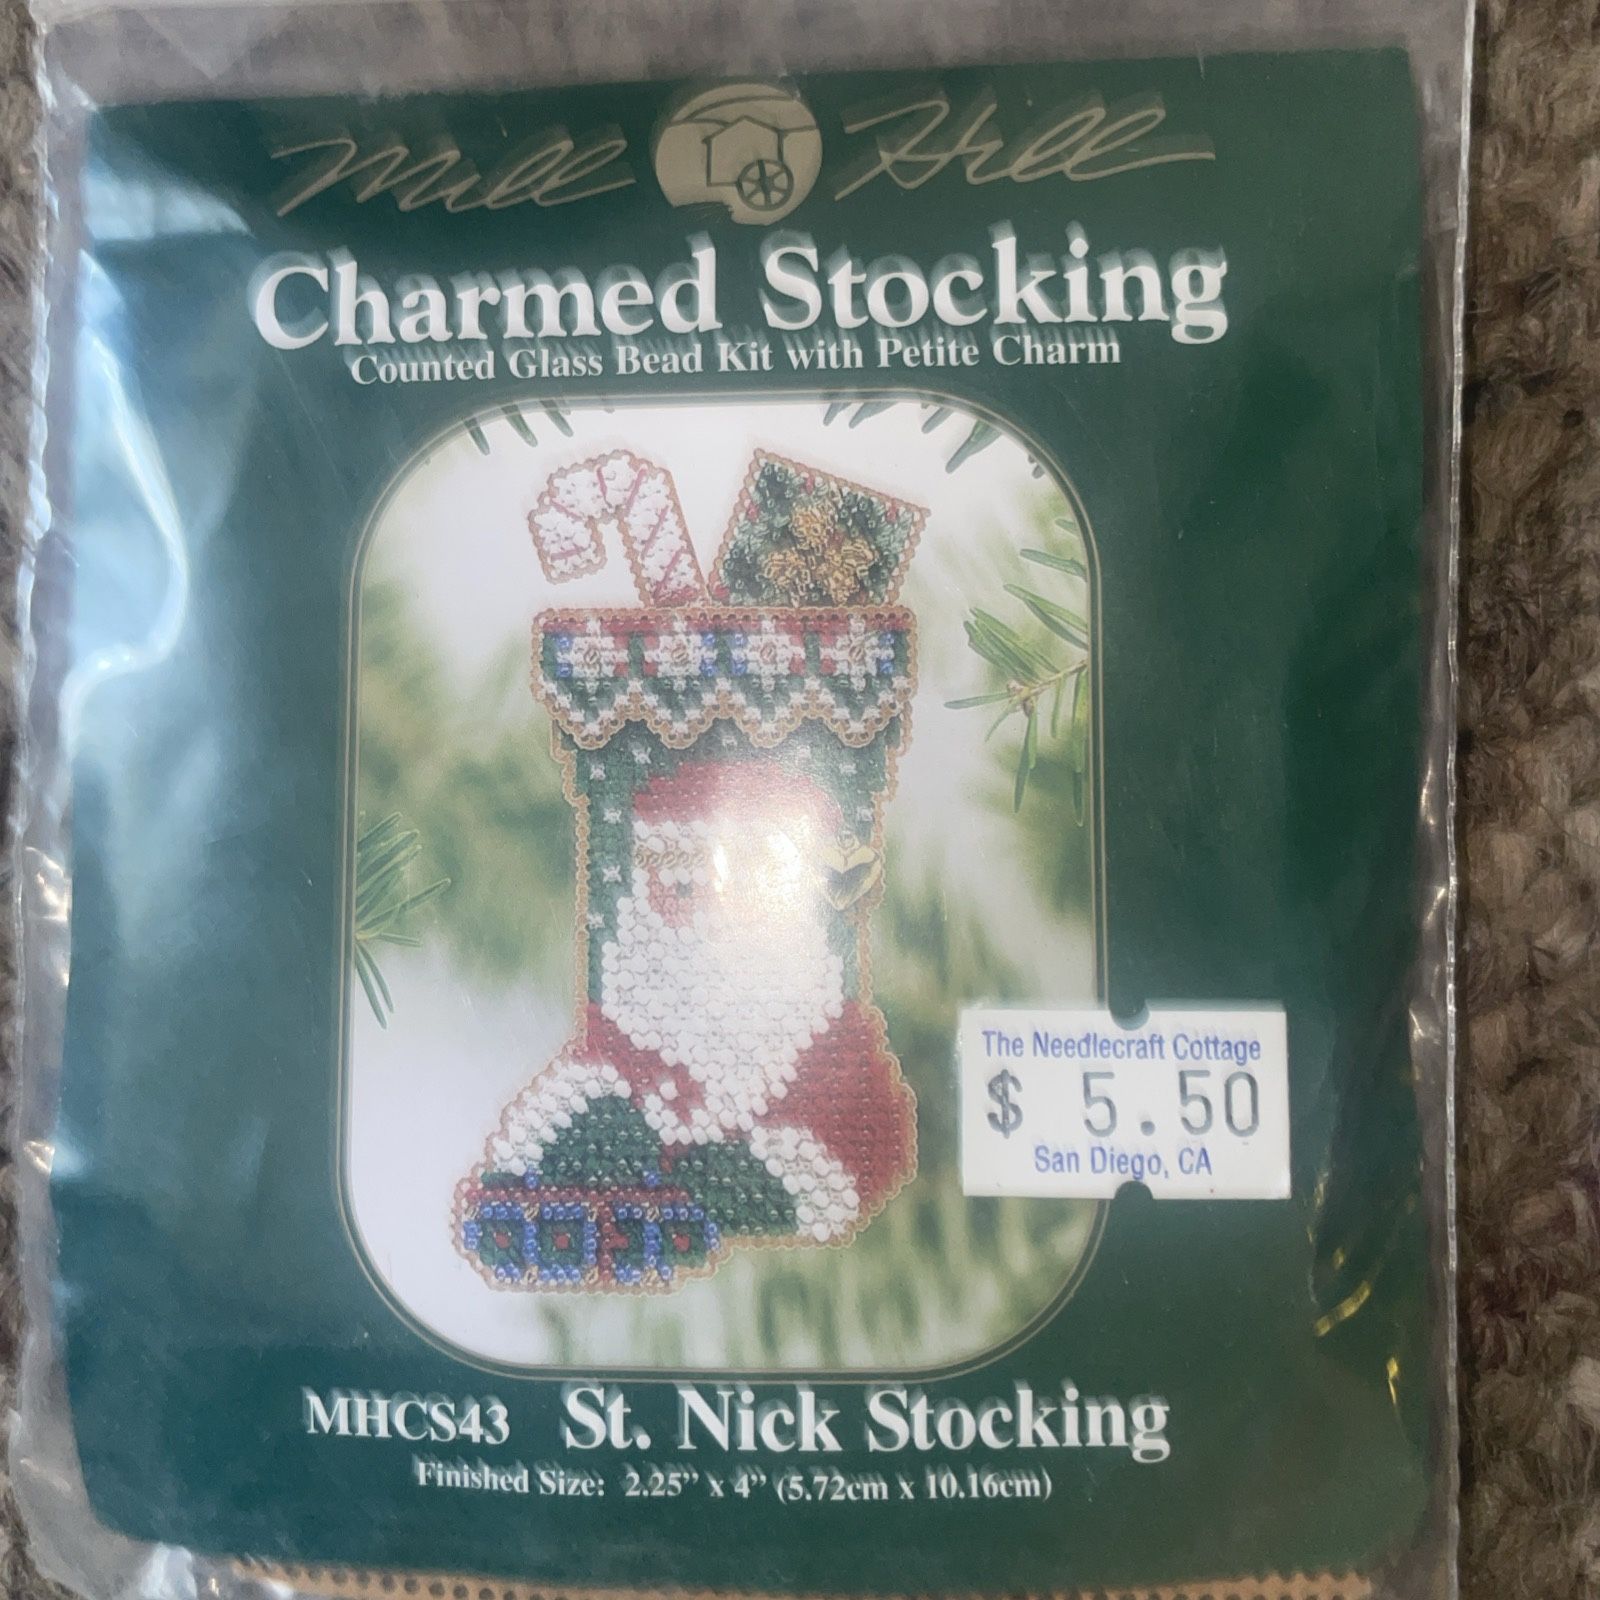 Mill Hill
Charmed Stocking
Counted Glass Bead Kit with Petite Charm
The Needlecraft Cottage
$ 5.50
San Diego, CA
MHCS43 St. Nick Stocking
Finished Size: 2.25” x 4” (5.72cm x 10.16cm)